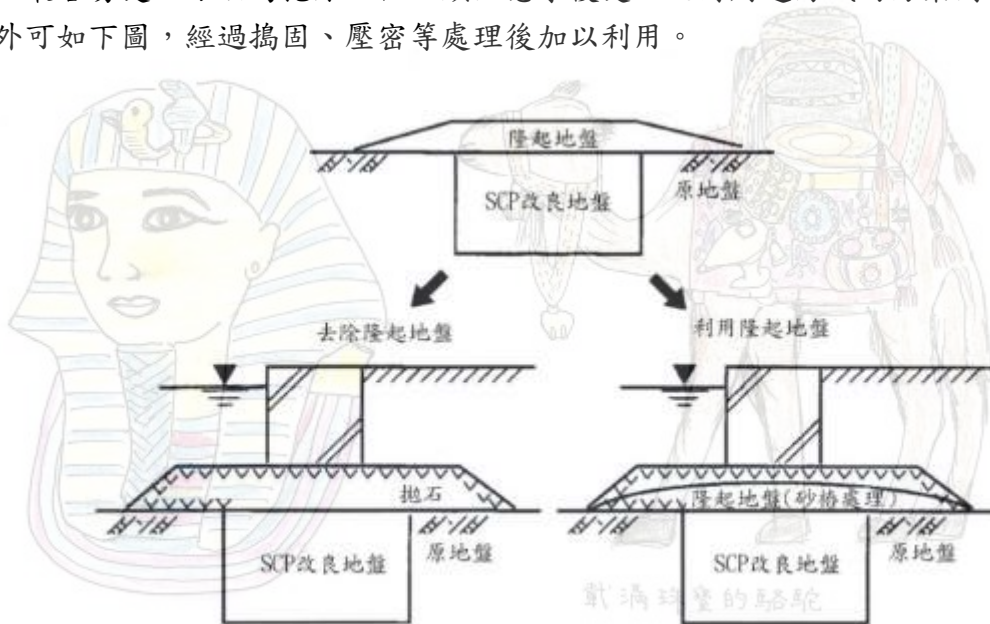 外可如下圖，經過搗固、壓密等處理後加以利用。
隆起地盤
SCP改良地盤
原地盤
去除隆起地盤
利用隆起地盤
拋石
原地盤
SCP改良地盤
隆起地盤(砂樁處理)
原地盤
SCP改良地盤
戴滿珠寶的駱駝